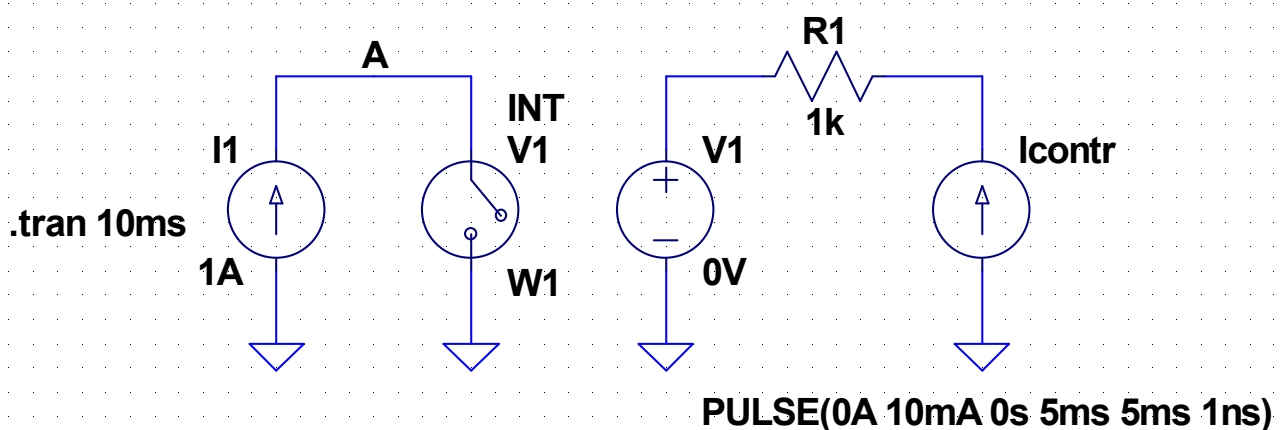 A
R1
INT
V1
I1
.tran 10ms
1A
W1
V1
0V
1k
Icontr
PULSE(0A 10mA 0s 5ms 5ms 1ns)